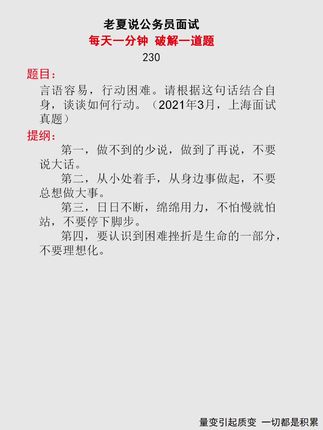 老夏说公务员面试
每天一分钟 破解一道题
230
题目：
言语容易，行动困难。请根据这句话结合自
身，谈谈如何行动。（2021年3月，上海面试
真题）
提纲：
第一，做不到的少说，做到了再说，不要
说大话。
第二，从小处着手，从身边事做起，不要
总想做大事。
第三，日日不断，绵绵用力，不怕慢就怕
站，不要停下脚步。
第四，要认识到困难挫折是生命的一部分，
不要理想化。
量变引起质变 一切都是积累